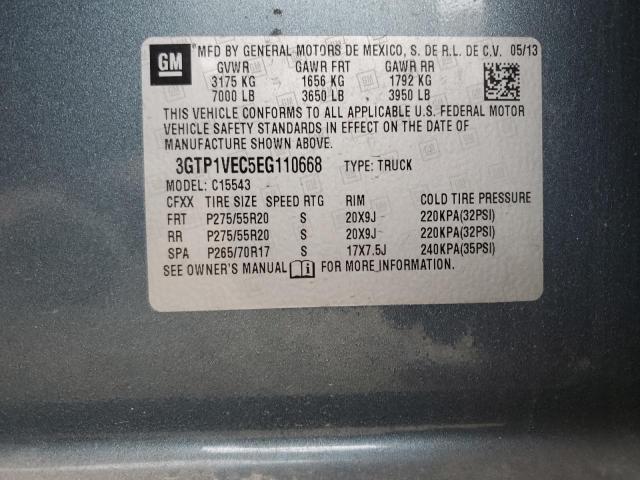 GM
MFD BY GENERAL MOTORS DE MEXICO, S. DE R.L. DE C.V. 05/13
GVWR GAWR FRT GAWR RR
3175 KG 1656 KG 1792 KG
7000 LB 3650 LB 3950 LB
THIS VEHICLE CONFORMS TO ALL APPLICABLE U.S. FEDERAL MOTOR
VEHICLE SAFETY STANDARDS IN EFFECT ON THE DATE OF
MANUFACTURE SHOWN ABOVE.
3GTP1VEC5EG110668 TYPE: TRUCK
MODEL: C15543
CFXX TIRE SIZE SPEED RTG RIM COLD TIRE PRESSURE
FRT P275/55R20 S 20X9J 220KPA(32PSI)
RR P275/55R20 S 20X9J 220KPA(32PSI)
SPA P265/70R17 S 17X7.5J 240KPA(35PSI)
SEE OWNER'S MANUAL FOR MORE INFORMATION.